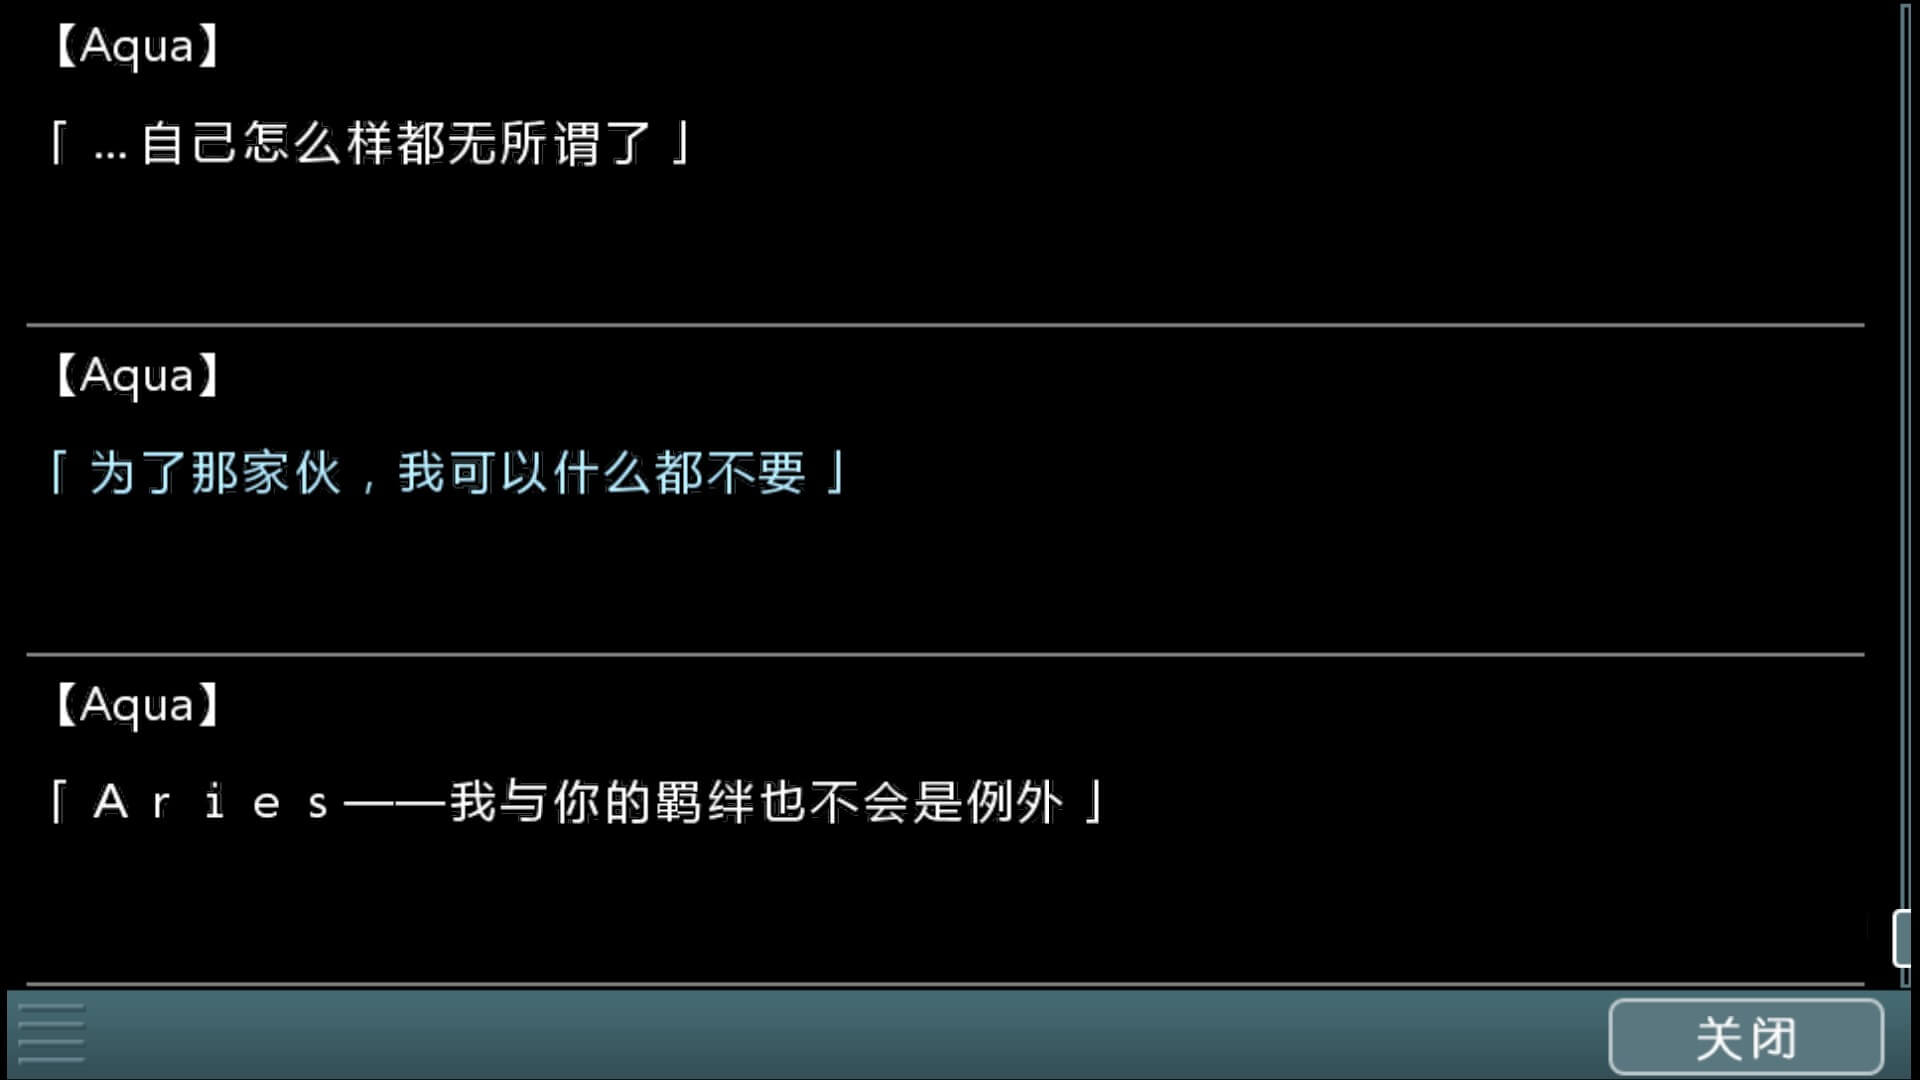 【Aqua】
「 …自己怎么样都无所谓了 」
【Aqua】
「 为了那家伙，我可以什么都不要 」
【Aqua】
「 Ａｒｉｅｓ——我与你的羁绊也不会是例外 」
关闭